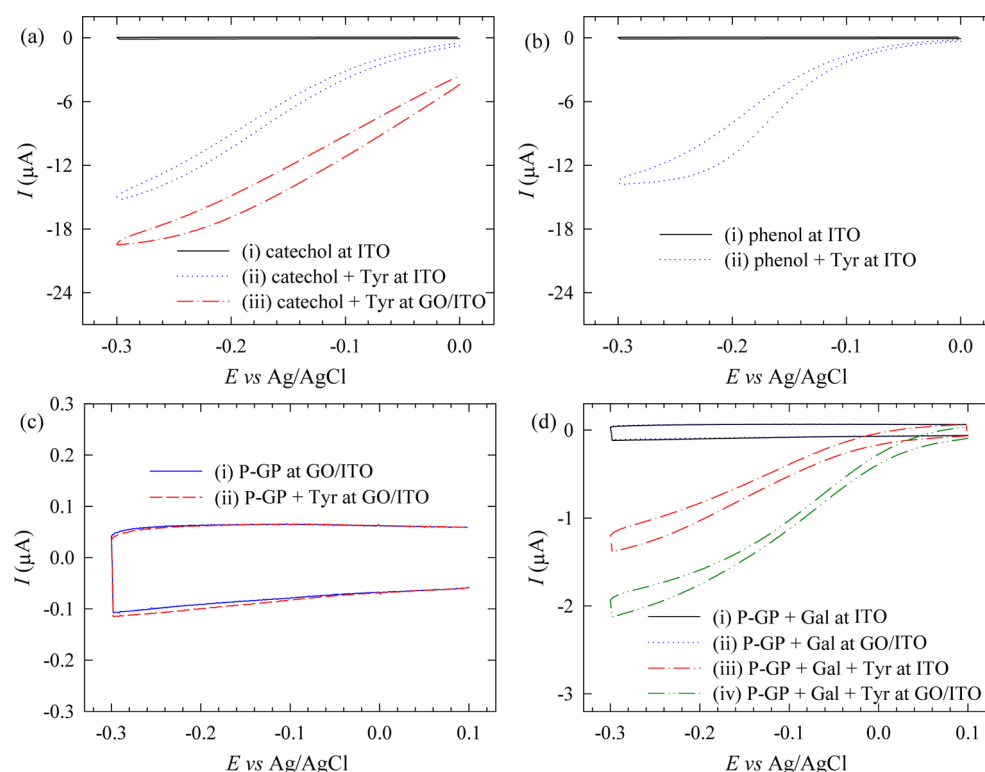 (a)
0
-6
-12
-18
-24
I (μA)
(i) catechol at ITO
(ii) catechol + Tyr at ITO
(iii) catechol + Tyr at GO/ITO
-0.3 -0.2 -0.1 0.0
E vs Ag/AgCl
(b)
0
-6
-12
-18
-24
I (μA)
(i) phenol at ITO
(ii) phenol + Tyr at ITO
-0.3 -0.2 -0.1 0.0
E vs Ag/AgCl
(c)
0.3
0.2
0.1
0.0
-0.1
-0.2
-0.3
I (μA)
(i) P-GP at GO/ITO
(ii) P-GP + Tyr at GO/ITO
-0.3 -0.2 -0.1 0.0 0.1
E vs Ag/AgCl
(d)
0
-1
-2
-3
I (μA)
(i) P-GP + Gal at ITO
(ii) P-GP + Gal at GO/ITO
(iii) P-GP + Gal + Tyr at ITO
(iv) P-GP + Gal + Tyr at GO/ITO
-0.3 -0.2 -0.1 0.0 0.1
E vs Ag/AgCl